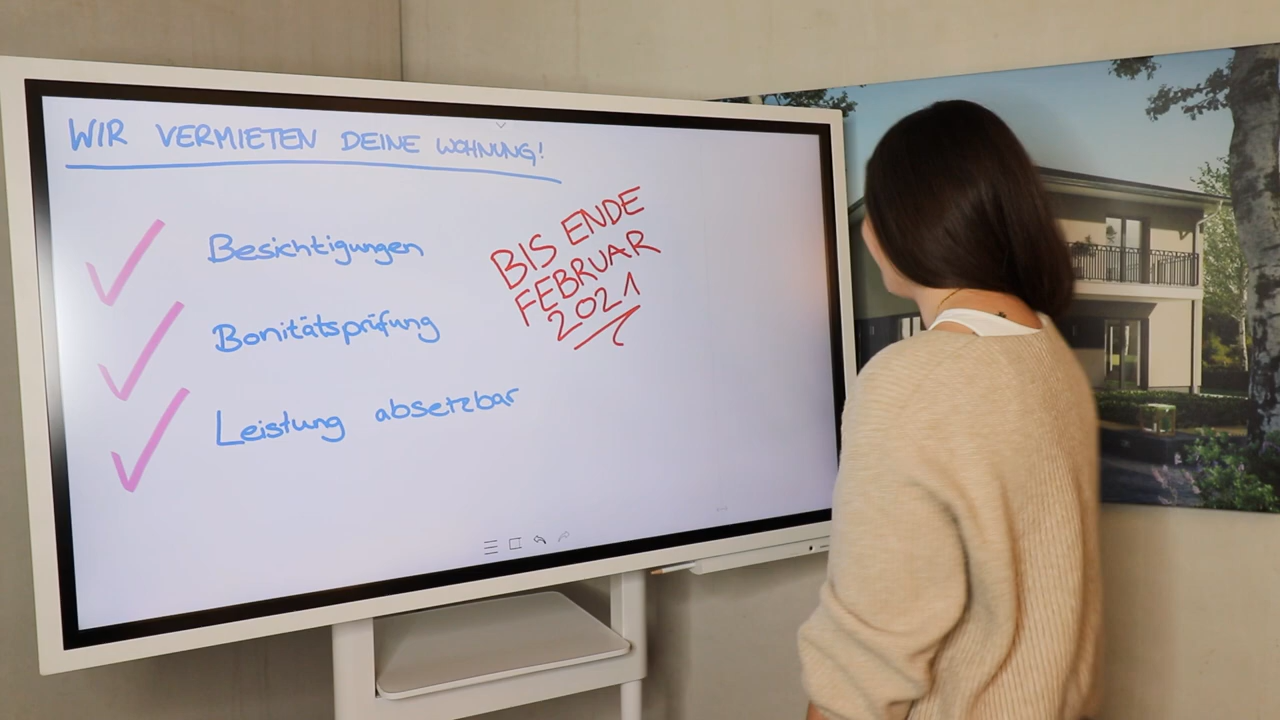 WIR VERMIETEN DEINE WOHNUNG!
Besichtigungen
Bonitätsprüfung
Leistung absetzbar
BIS ENDE
FEBRUAR
2021